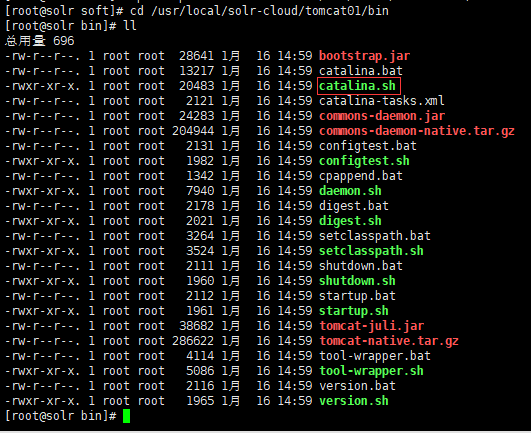 [root@solr soft]# cd /usr/local/solr-cloud/tomcat01/bin
[root@solr bin]# ll
总用量 696
-rw-r--r--. 1 root root  28641 1月  16 14:59 bootstrap.jar
-rw-r--r--. 1 root root  13217 1月  16 14:59 catalina.bat
-rwxr-xr-x. 1 root root  20483 1月  16 14:59 catalina.sh
-rw-r--r--. 1 root root   2121 1月  16 14:59 catalina-tasks.xml
-rw-r--r--. 1 root root  24283 1月  16 14:59 commons-daemon.jar
-rw-r--r--. 1 root root 204944 1月  16 14:59 commons-daemon-native.tar.gz
-rw-r--r--. 1 root root   2131 1月  16 14:59 configtest.bat
-rwxr-xr-x. 1 root root   1982 1月  16 14:59 configtest.sh
-rw-r--r--. 1 root root   1342 1月  16 14:59 cpappend.bat
-rwxr-xr-x. 1 root root   7940 1月  16 14:59 daemon.sh
-rw-r--r--. 1 root root   2178 1月  16 14:59 digest.bat
-rwxr-xr-x. 1 root root   2021 1月  16 14:59 digest.sh
-rw-r--r--. 1 root root   3264 1月  16 14:59 setclasspath.bat
-rwxr-xr-x. 1 root root   3524 1月  16 14:59 setclasspath.sh
-rw-r--r--. 1 root root   2111 1月  16 14:59 shutdown.bat
-rwxr-xr-x. 1 root root   1960 1月  16 14:59 shutdown.sh
-rw-r--r--. 1 root root   2112 1月  16 14:59 startup.bat
-rwxr-xr-x. 1 root root   1961 1月  16 14:59 startup.sh
-rw-r--r--. 1 root root  38682 1月  16 14:59 tomcat-juli.jar
-rw-r--r--. 1 root root 286622 1月  16 14:59 tomcat-native.tar.gz
-rw-r--r--. 1 root root   4114 1月  16 14:59 tool-wrapper.bat
-rwxr-xr-x. 1 root root   5086 1月  16 14:59 tool-wrapper.sh
-rw-r--r--. 1 root root   2116 1月  16 14:59 version.bat
-rwxr-xr-x. 1 root root   1965 1月  16 14:59 version.sh
[root@solr bin]#